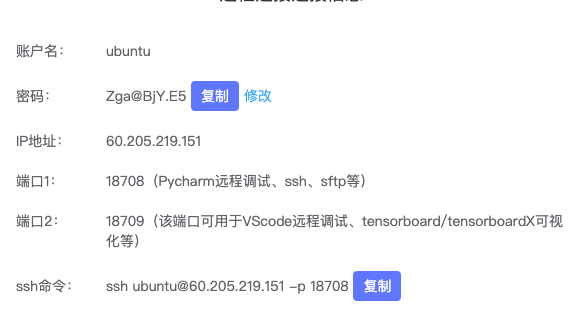 账户名： ubuntu
密码： Zga@BjY.E5 复制 修改
IP地址： 60.205.219.151
端口1： 18708（Pycharm远程调试、ssh、sftp等）
端口2： 18709（该端口可用于VScode远程调试、tensorboard/tensorboardX可视
化等）
ssh命令： ssh ubuntu@60.205.219.151 -p 18708 复制